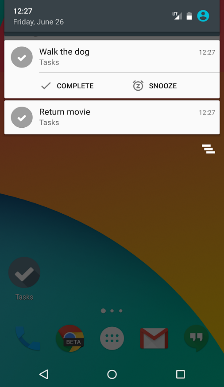 12:27
Friday, June 26
Walk the dog
12:27
Tasks
COMPLETE
SNOOZE
Return movie
12:27
Tasks
Tasks
BETA